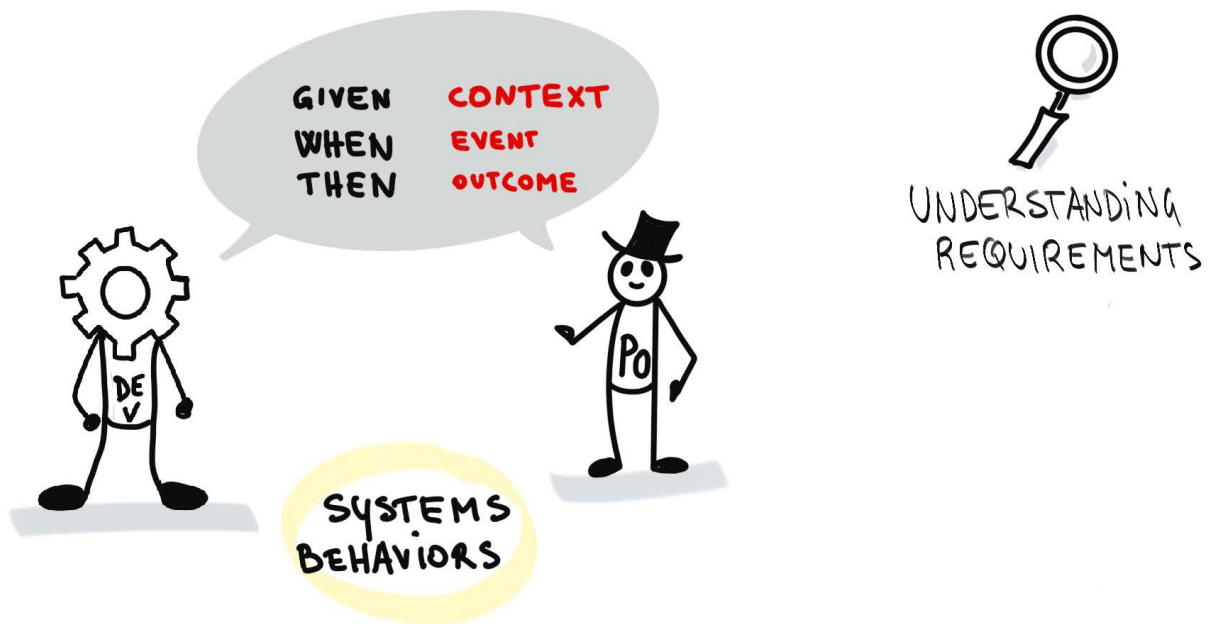 GIVEN CONTEXT
WHEN EVENT
THEN OUTCOME
UNDERSTANDING
REQUIREMENTS
DE
V
PO
SYSTEMS
BEHAVIORS